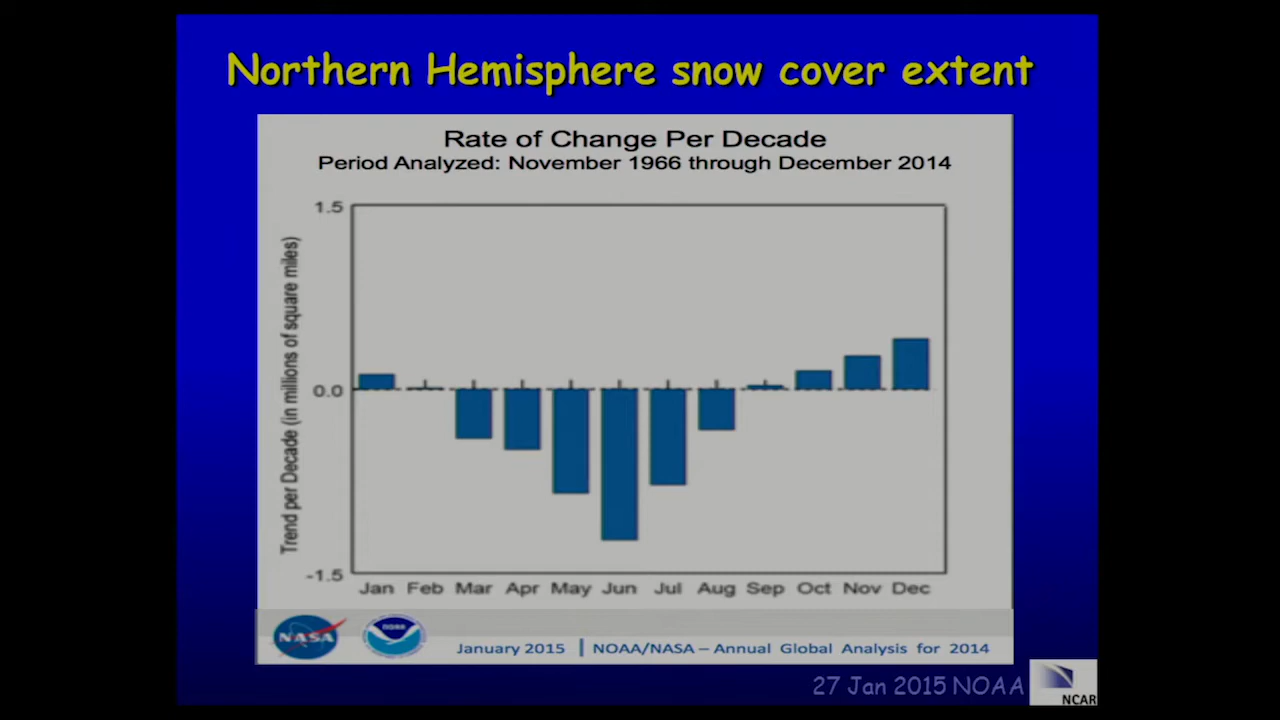 Northern Hemisphere snow cover extent
Rate of Change Per Decade
Period Analyzed: November 1966 through December 2014
Trend per Decade (in millions of square miles)
1.5
0.0
-1.5
Jan Feb Mar Apr May Jun Jul Aug Sep Oct Nov Dec
NASA
NOAA
January 2015 | NOAA/NASA – Annual Global Analysis for 2014
27 Jan 2015 NOAA
NCAR